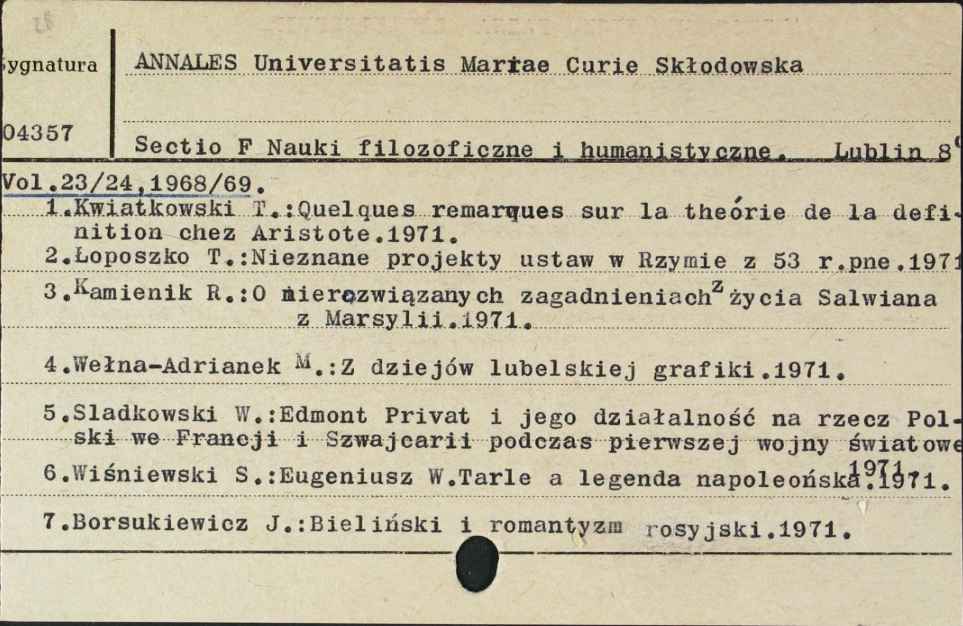 ygnatura
ANNALES Universitatis Mariae Curie Skłodowska
04357
Sectio F Nauki filozoficzne i humanistyczne. Lublin 8°
Vol.23/24,1968/69.
1.Kwiatkowski T.:Quelques remarques sur la theórie de la defi-
nition chez Aristote.1971.
2.Łoposzko T.:Nieznane projekty ustaw w Rzymie z 53 r.pne.1971
3.Kamienik R.:O nierozwiązanych zagadnieniach z życia Salwiana
z Marsylii.1971.
4.Wełna-Adrianek M.:Z dziejów lubelskiej grafiki.1971.
5.Sladkowski W.:Edmont Privat i jego działalność na rzecz Pol-
ski we Francji i Szwajcarii podczas pierwszej wojny światowe
1971.
6.Wiśniewski S.:Eugeniusz W.Tarle a legenda napoleońska.1971.
7.Borsukiewicz J.:Bieliński i romantyzm rosyjski.1971.